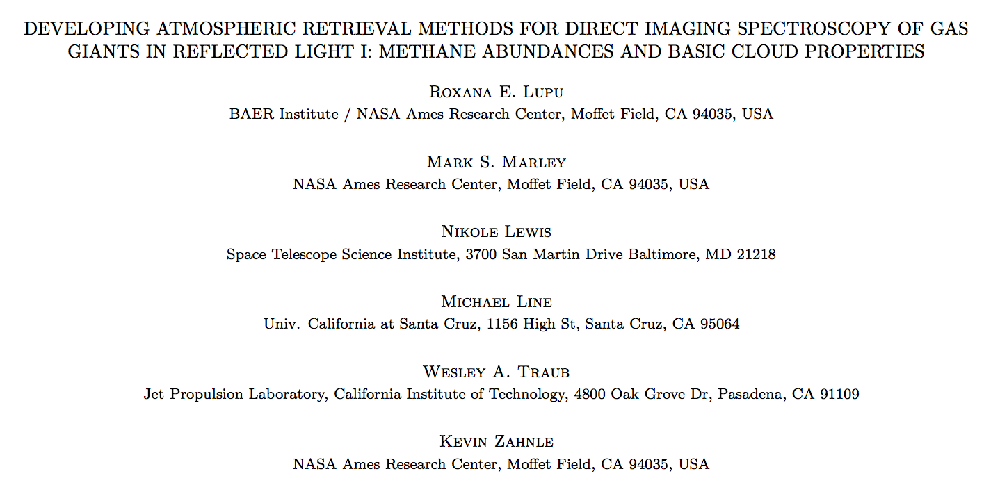 DEVELOPING ATMOSPHERIC RETRIEVAL METHODS FOR DIRECT IMAGING SPECTROSCOPY OF GAS
GIANTS IN REFLECTED LIGHT I: METHANE ABUNDANCES AND BASIC CLOUD PROPERTIES
Roxana E. Lupu
BAER Institute / NASA Ames Research Center, Moffet Field, CA 94035, USA
Mark S. Marley
NASA Ames Research Center, Moffet Field, CA 94035, USA
Nikole Lewis
Space Telescope Science Institute, 3700 San Martin Drive Baltimore, MD 21218
Michael Line
Univ. California at Santa Cruz, 1156 High St, Santa Cruz, CA 95064
Wesley A. Traub
Jet Propulsion Laboratory, California Institute of Technology, 4800 Oak Grove Dr, Pasadena, CA 91109
Kevin Zahnle
NASA Ames Research Center, Moffet Field, CA 94035, USA